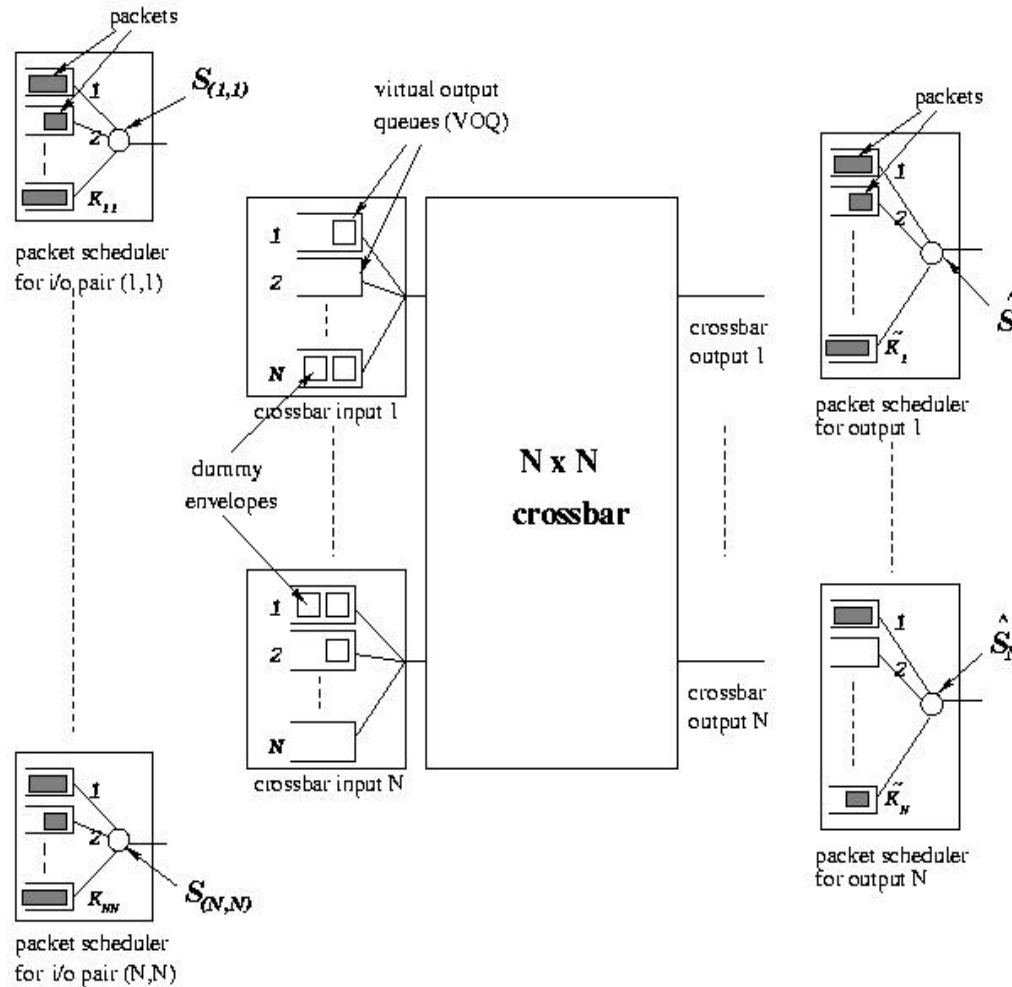 packets
1
S(1,1)
2
K11
packet scheduler
for i/o pair (1,1)
virtual output
queues (VOQ)
1
2
N
crossbar input 1
dummy
envelopes
N x N
crossbar
crossbar
output 1
packets
1
2
K̃1
Ŝ
packet scheduler
for output 1
1
2
N
crossbar input N
crossbar
output N
1
2
K̃N
ŜN
packet scheduler
for output N
1
2
KNN
S(N,N)
packet scheduler
for i/o pair (N,N)